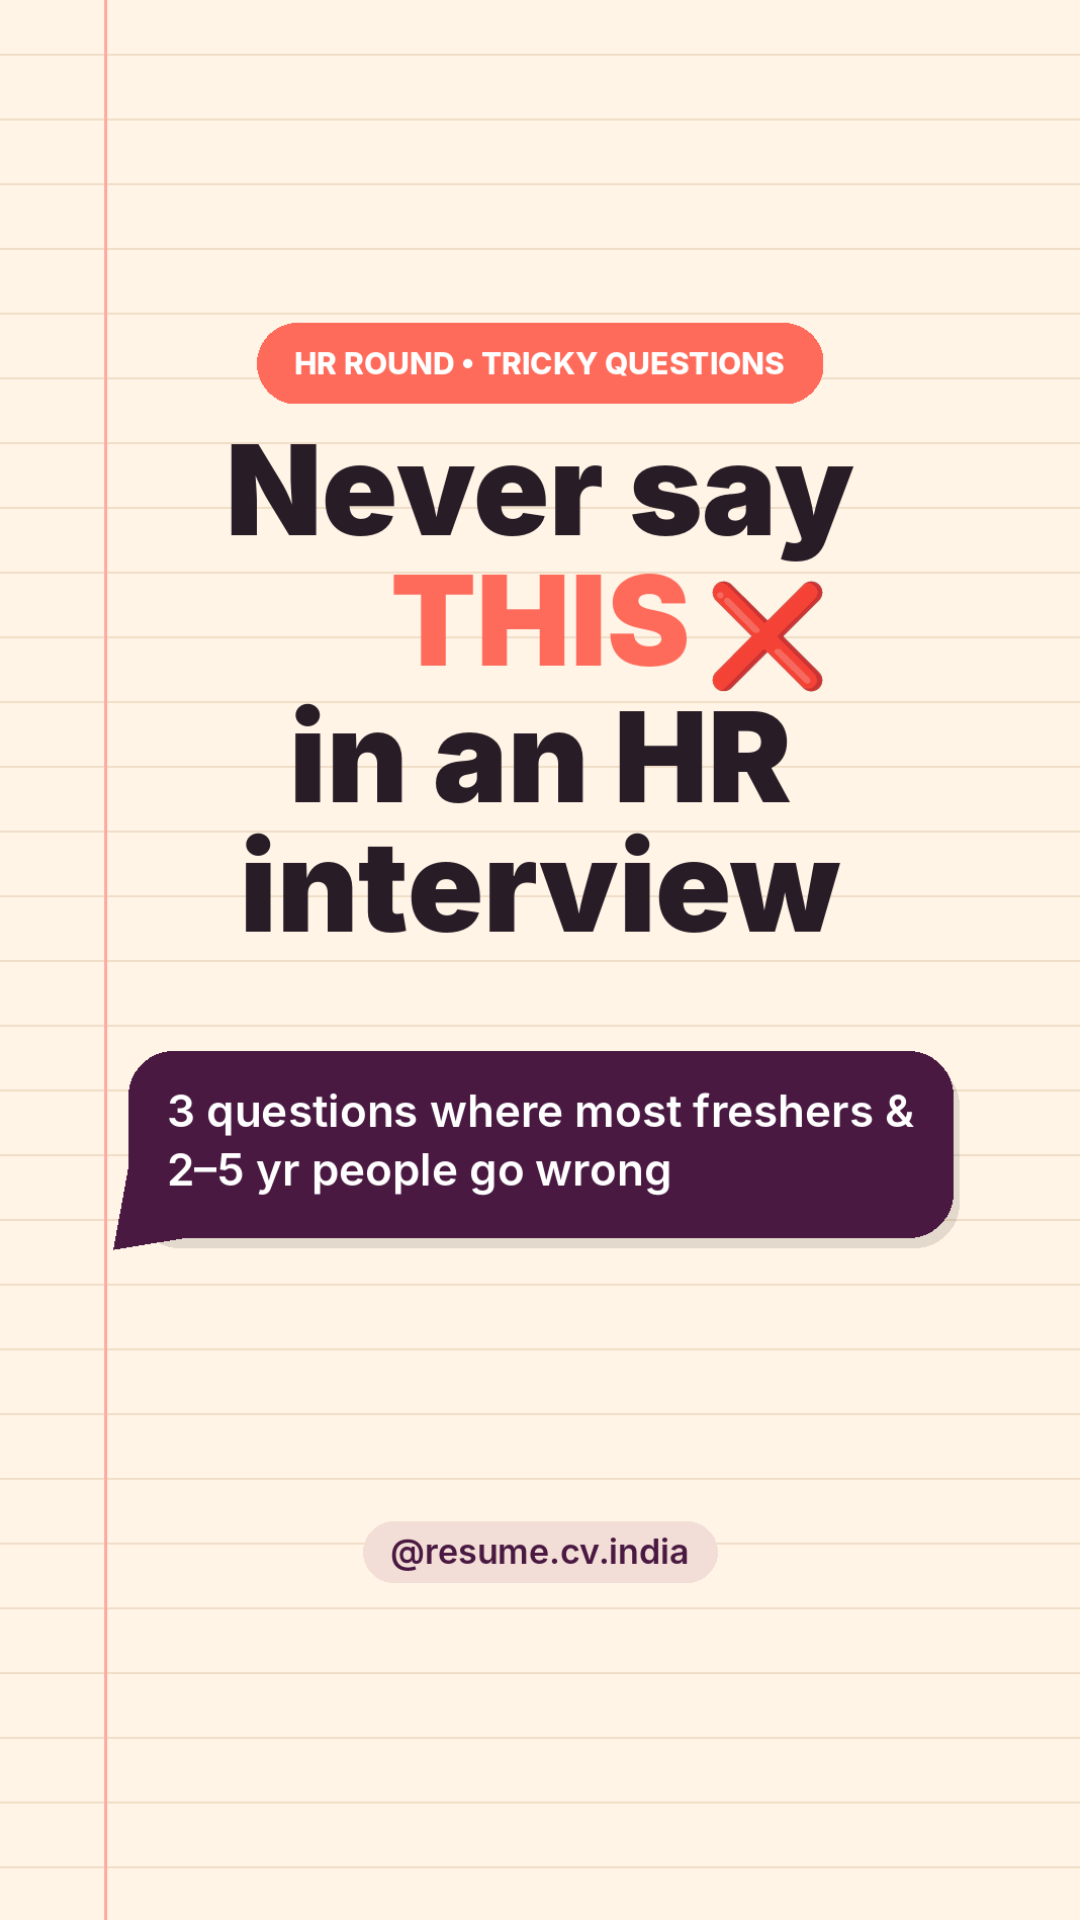 HR ROUND • TRICKY QUESTIONS
Never say
THIS ❌
in an HR
interview
3 questions where most freshers &
2–5 yr people go wrong
@resume.cv.india